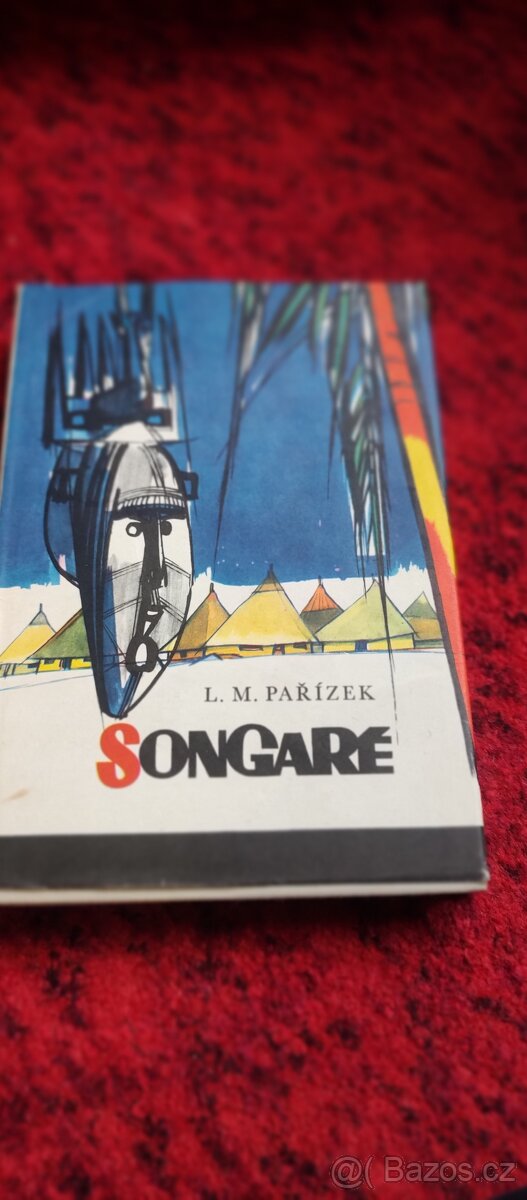 L. M. PAŘÍZEK
SONGARÉ
@( Bazos.cz